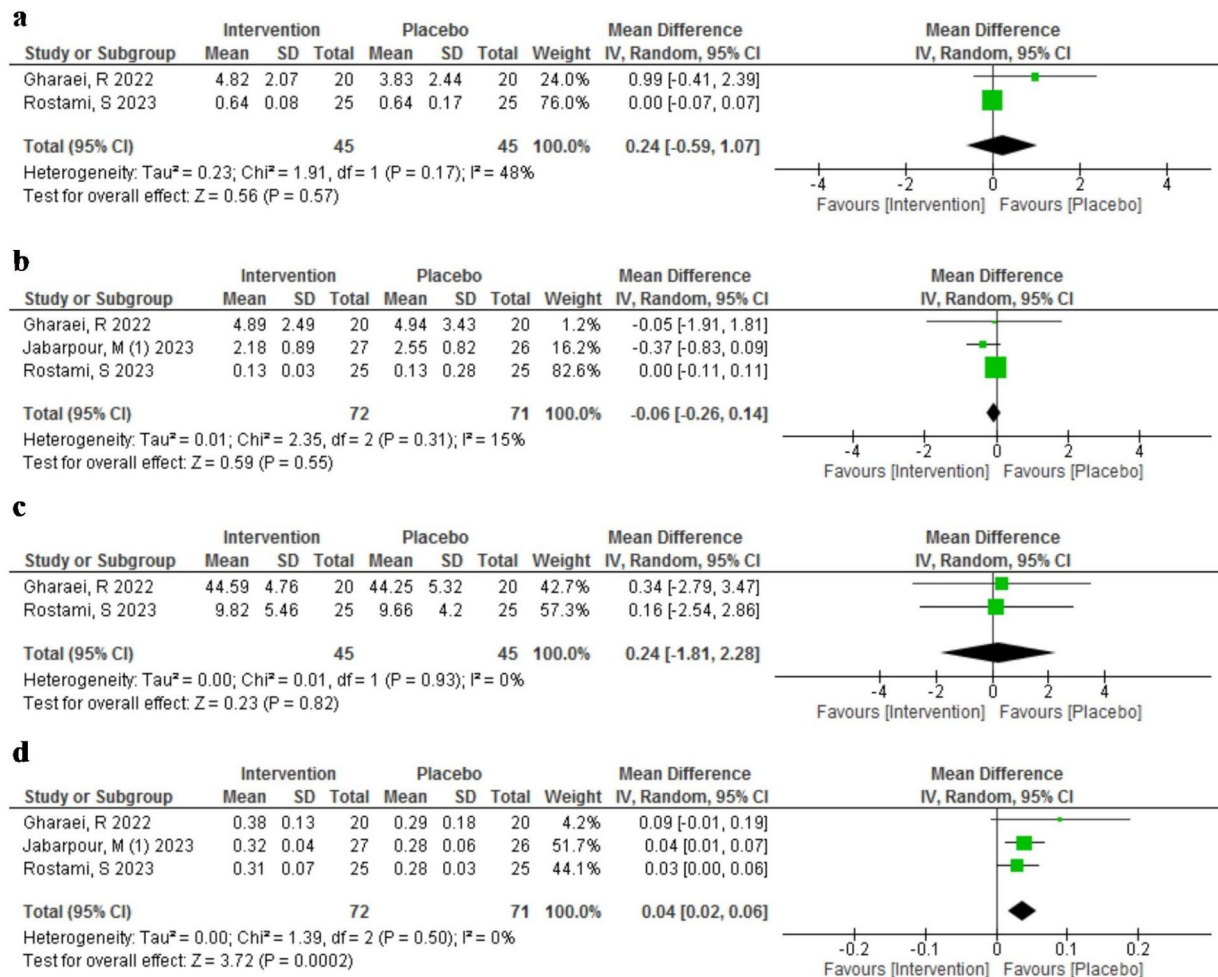 a
Intervention Placebo Mean Difference Mean Difference
Study or Subgroup Mean SD Total Mean SD Total Weight IV, Random, 95% CI IV, Random, 95% CI
Gharaei, R 2022 4.82 2.07 20 3.83 2.44 20 24.0% 0.99 [-0.41, 2.39]
Rostami, S 2023 0.64 0.08 25 0.64 0.17 25 76.0% 0.00 [-0.07, 0.07]
Total (95% CI) 45 45 100.0% 0.24 [-0.59, 1.07]
Heterogeneity: Tau² = 0.23; Chi² = 1.91, df = 1 (P = 0.17); I² = 48%
Test for overall effect: Z = 0.56 (P = 0.57)
-4 -2 0 2 4
Favours [Intervention] Favours [Placebo]
b
Intervention Placebo Mean Difference Mean Difference
Study or Subgroup Mean SD Total Mean SD Total Weight IV, Random, 95% CI IV, Random, 95% CI
Gharaei, R 2022 4.89 2.49 20 4.94 3.43 20 1.2% -0.05 [-1.91, 1.81]
Jabarpour, M (1) 2023 2.18 0.89 27 2.55 0.82 26 16.2% -0.37 [-0.83, 0.09]
Rostami, S 2023 0.13 0.03 25 0.13 0.28 25 82.6% 0.00 [-0.11, 0.11]
Total (95% CI) 72 71 100.0% -0.06 [-0.26, 0.14]
Heterogeneity: Tau² = 0.01; Chi² = 2.35, df = 2 (P = 0.31); I² = 15%
Test for overall effect: Z = 0.59 (P = 0.55)
-4 -2 0 2 4
Favours [Intervention] Favours [Placebo]
c
Intervention Placebo Mean Difference Mean Difference
Study or Subgroup Mean SD Total Mean SD Total Weight IV, Random, 95% CI IV, Random, 95% CI
Gharaei, R 2022 44.59 4.76 20 44.25 5.32 20 42.7% 0.34 [-2.79, 3.47]
Rostami, S 2023 9.82 5.46 25 9.66 4.2 25 57.3% 0.16 [-2.54, 2.86]
Total (95% CI) 45 45 100.0% 0.24 [-1.81, 2.28]
Heterogeneity: Tau² = 0.00; Chi² = 0.01, df = 1 (P = 0.93); I² = 0%
Test for overall effect: Z = 0.23 (P = 0.82)
-4 -2 0 2 4
Favours [Intervention] Favours [Placebo]
d
Intervention Placebo Mean Difference Mean Difference
Study or Subgroup Mean SD Total Mean SD Total Weight IV, Random, 95% CI IV, Random, 95% CI
Gharaei, R 2022 0.38 0.13 20 0.29 0.18 20 4.2% 0.09 [-0.01, 0.19]
Jabarpour, M (1) 2023 0.32 0.04 27 0.28 0.06 26 51.7% 0.04 [0.01, 0.07]
Rostami, S 2023 0.31 0.07 25 0.28 0.03 25 44.1% 0.03 [0.00, 0.06]
Total (95% CI) 72 71 100.0% 0.04 [0.02, 0.06]
Heterogeneity: Tau² = 0.00; Chi² = 1.39, df = 2 (P = 0.50); I² = 0%
Test for overall effect: Z = 3.72 (P = 0.0002)
-0.2 -0.1 0 0.1 0.2
Favours [Intervention] Favours [Placebo]